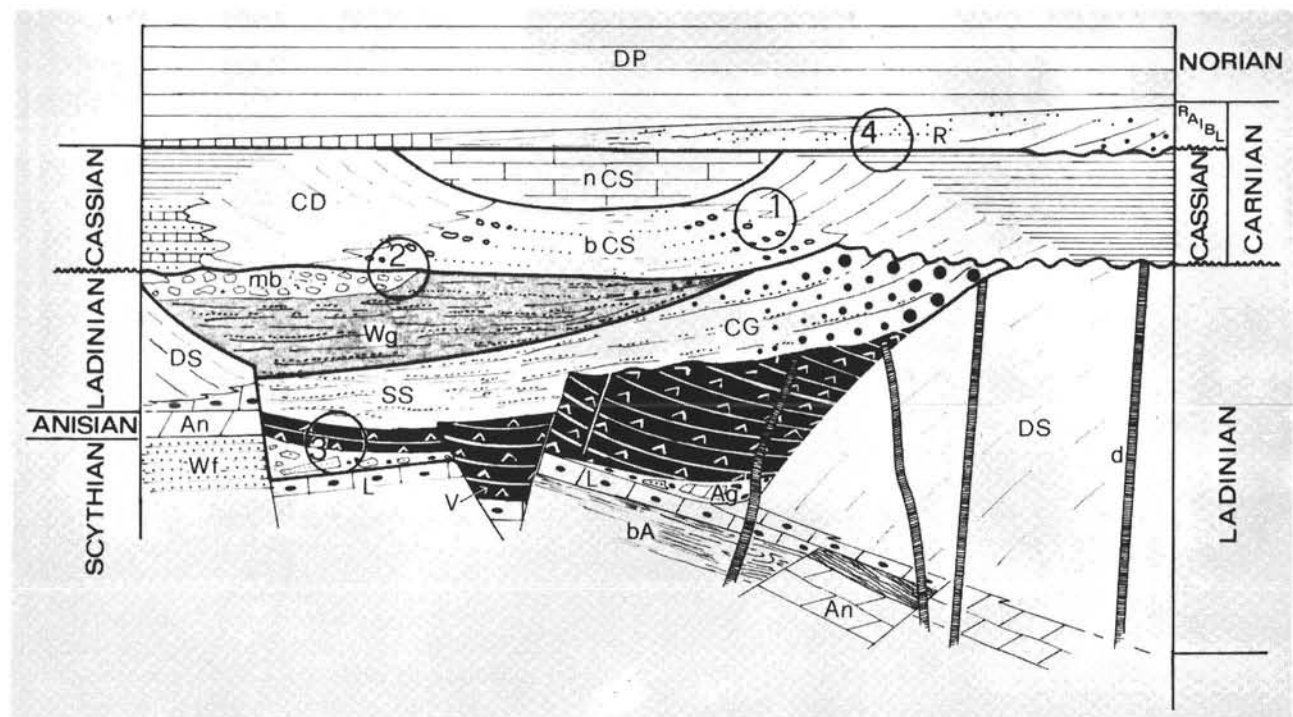 DP
NORIAN
4
R
RAIBL
nCS
CASSIAN
CD
1
bCS
CASSIAN
CARNIAN
2
mb
Wg
CG
DS
SS
LADINIAN
ANISIAN
An
3
DS
d
Wf
L
V
L
Ag
LADINIAN
SCYTHIAN
bA
An